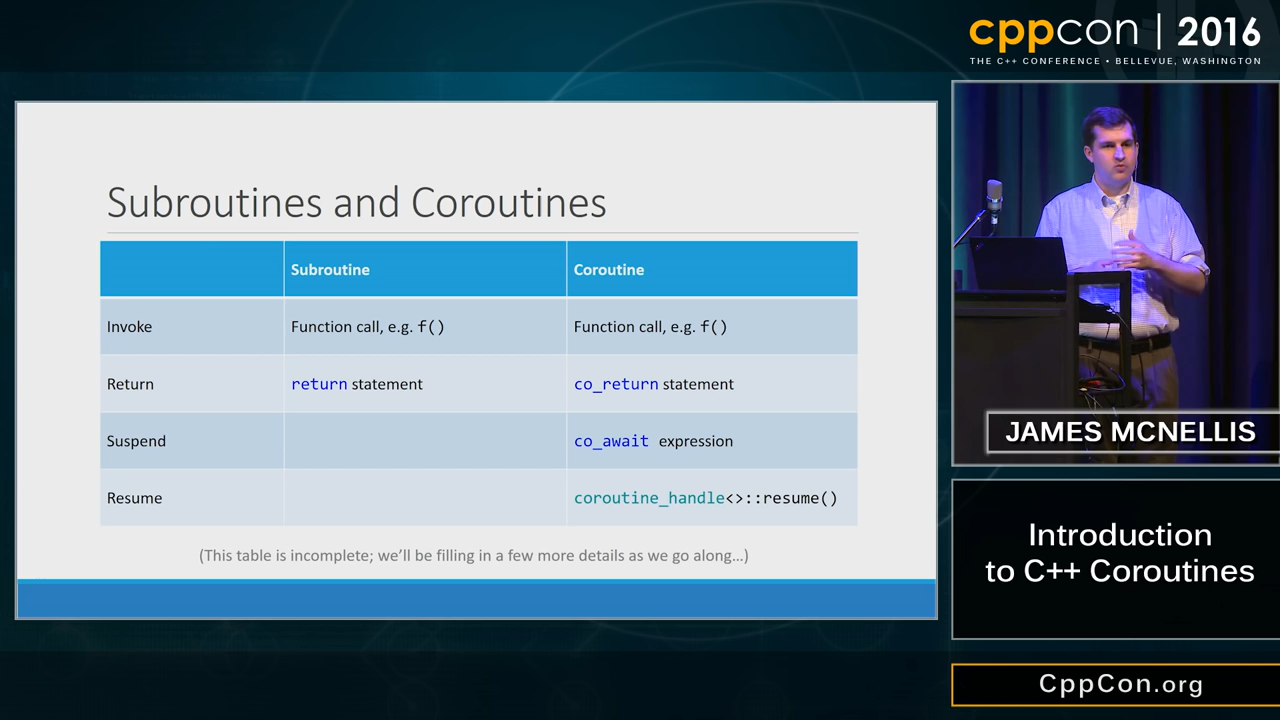 cppcon | 2016
THE C++ CONFERENCE • BELLEVUE, WASHINGTON
Subroutines and Coroutines
Subroutine Coroutine
Invoke Function call, e.g. f() Function call, e.g. f()
Return return statement co_return statement
Suspend co_await expression
Resume coroutine_handle<>::resume()
(This table is incomplete; we'll be filling in a few more details as we go along…)
JAMES MCNELLIS
Introduction
to C++ Coroutines
CppCon.org